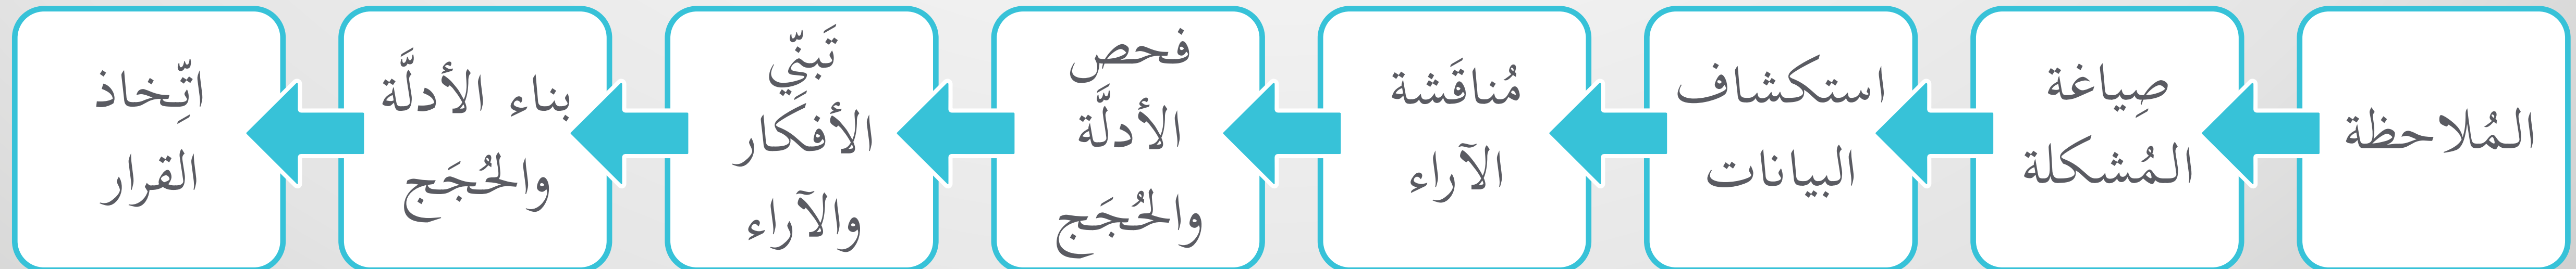 المُلاحظة
صِياغة
المُشكلة
استكشاف
البيانات
مُناقَشة
الآراء
فحص
الأدلَّة
والحُجَج
تَبنّي
الأفكار
والآراء
بناء الأدلَّة
والحُجَج
اتِّخاذ
القرار